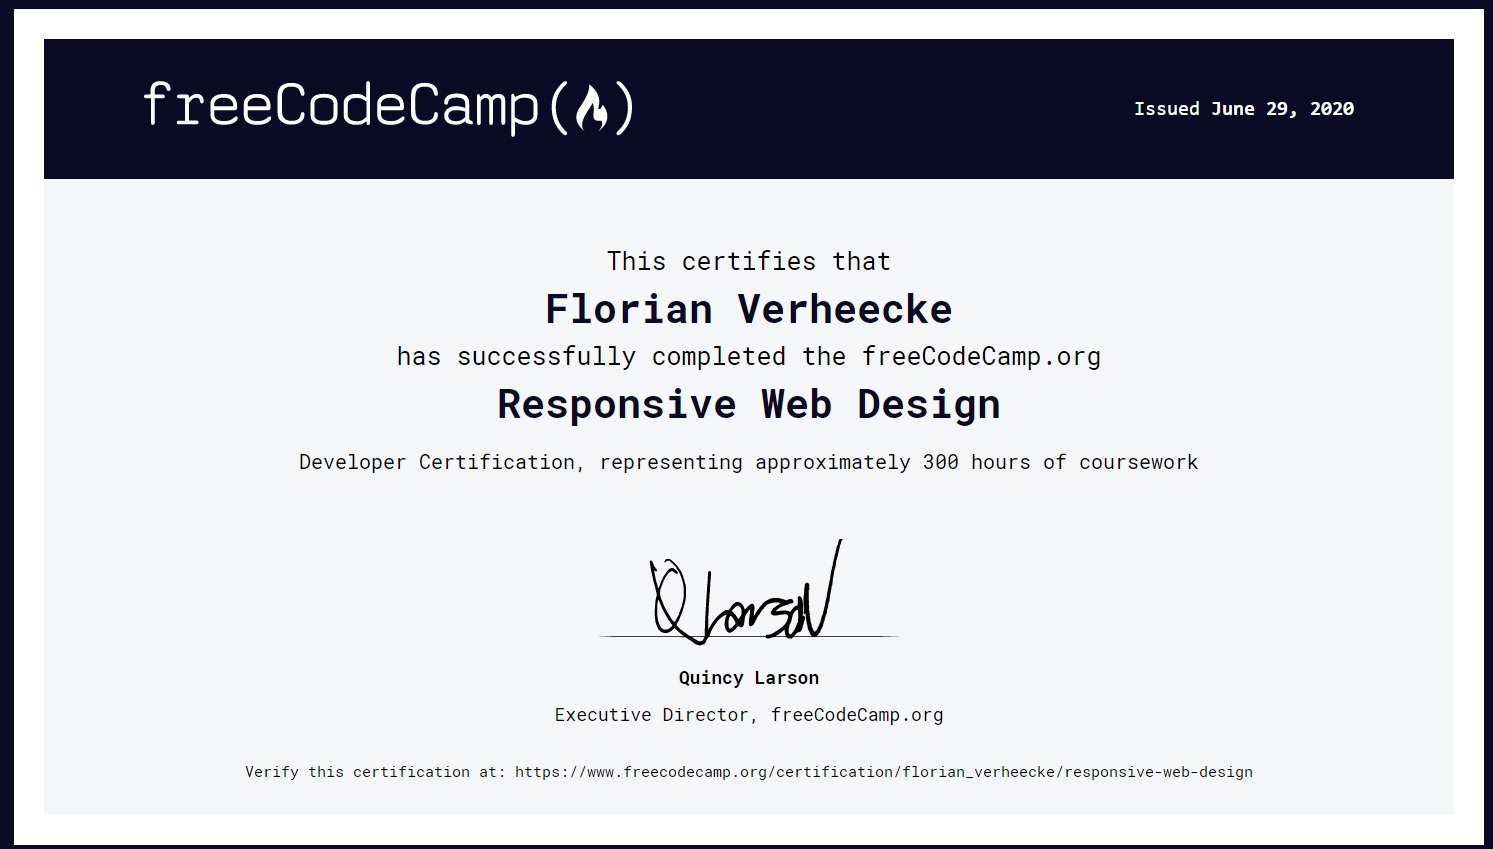 freeCodeCamp(🔥)
Issued June 29, 2020
This certifies that
Florian Verheecke
has successfully completed the freeCodeCamp.org
Responsive Web Design
Developer Certification, representing approximately 300 hours of coursework
Q Larson
Quincy Larson
Executive Director, freeCodeCamp.org
Verify this certification at: https://www.freecodecamp.org/certification/florian_verheecke/responsive-web-design